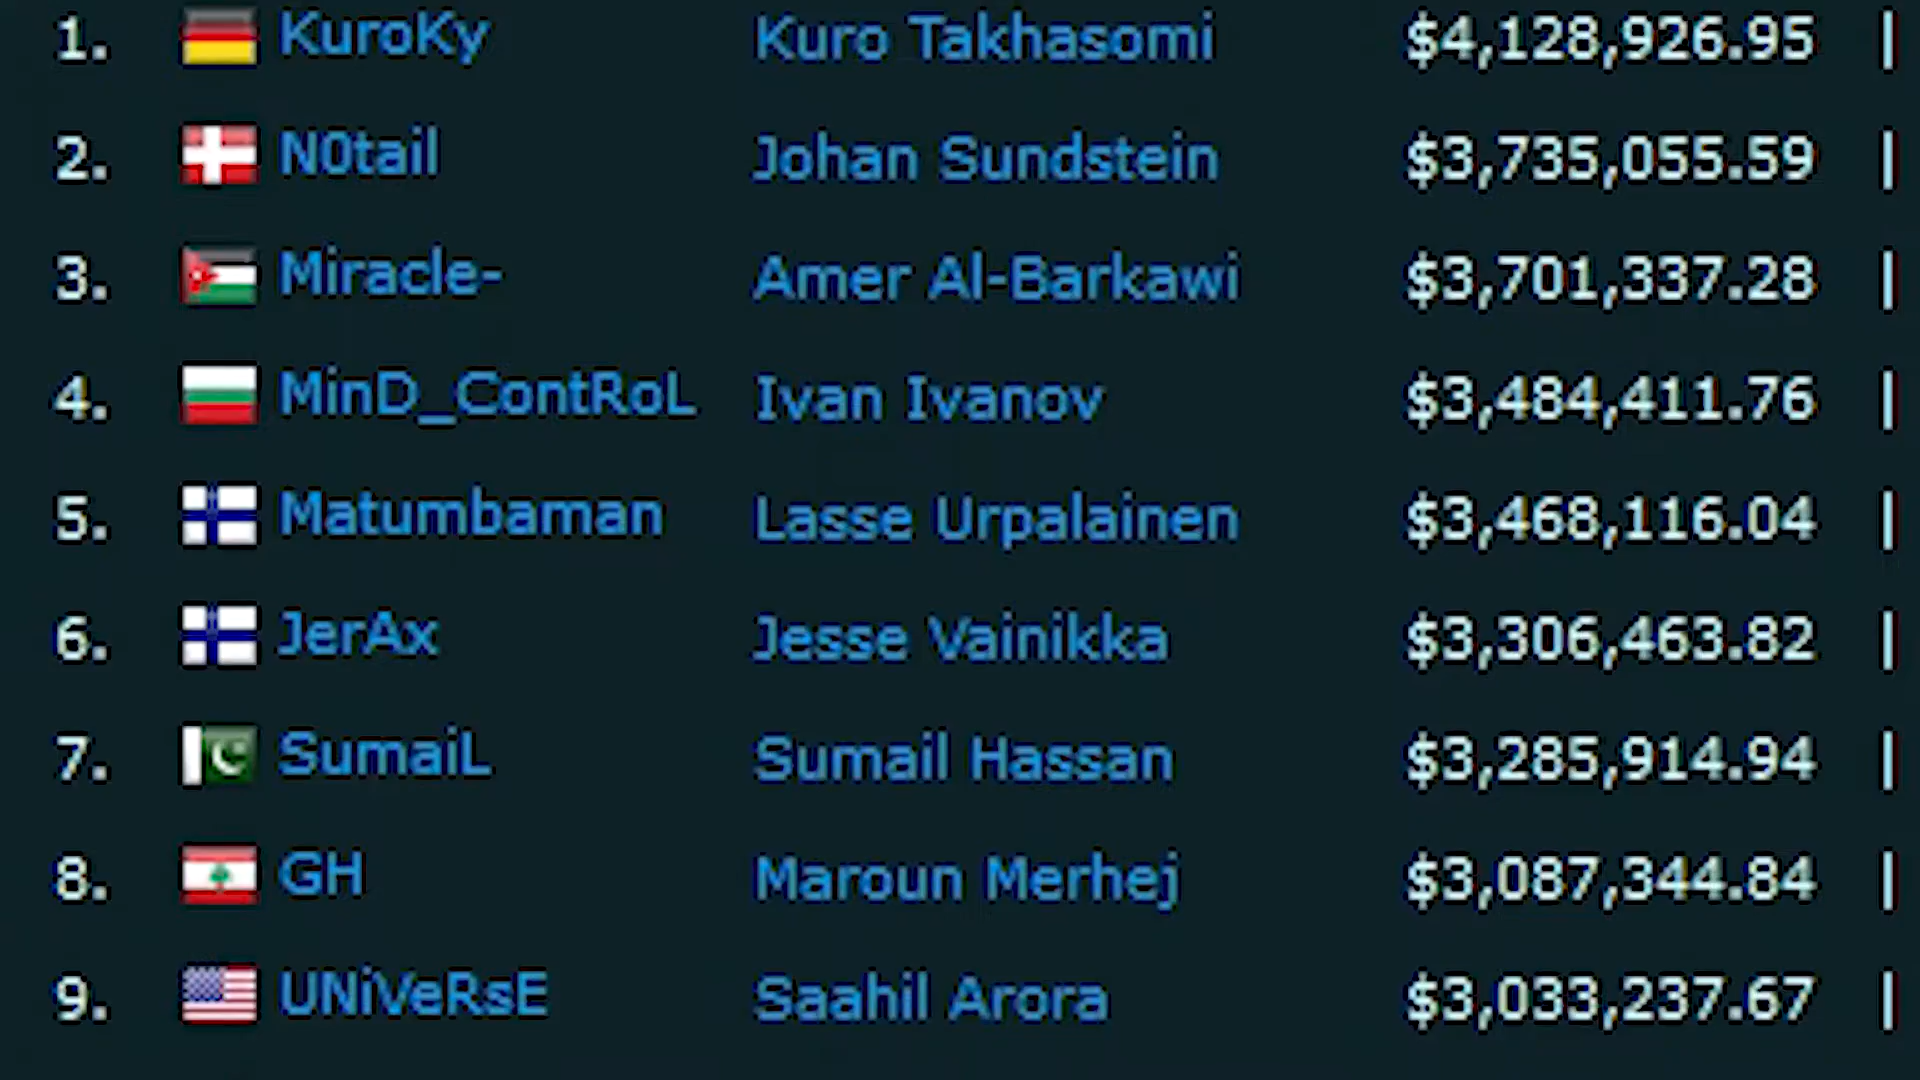 1. KuroKy Kuro Takhasomi $4,128,926.95 |
2. N0tail Johan Sundstein $3,735,055.59 |
3. Miracle- Amer Al-Barkawi $3,701,337.28 |
4. MinD_ContRoL Ivan Ivanov $3,484,411.76 |
5. Matumbaman Lasse Urpalainen $3,468,116.04 |
6. JerAx Jesse Vainikka $3,306,463.82 |
7. SumaiL Sumail Hassan $3,285,914.94 |
8. GH Maroun Merhej $3,087,344.84 |
9. UNiVeRsE Saahil Arora $3,033,237.67 |